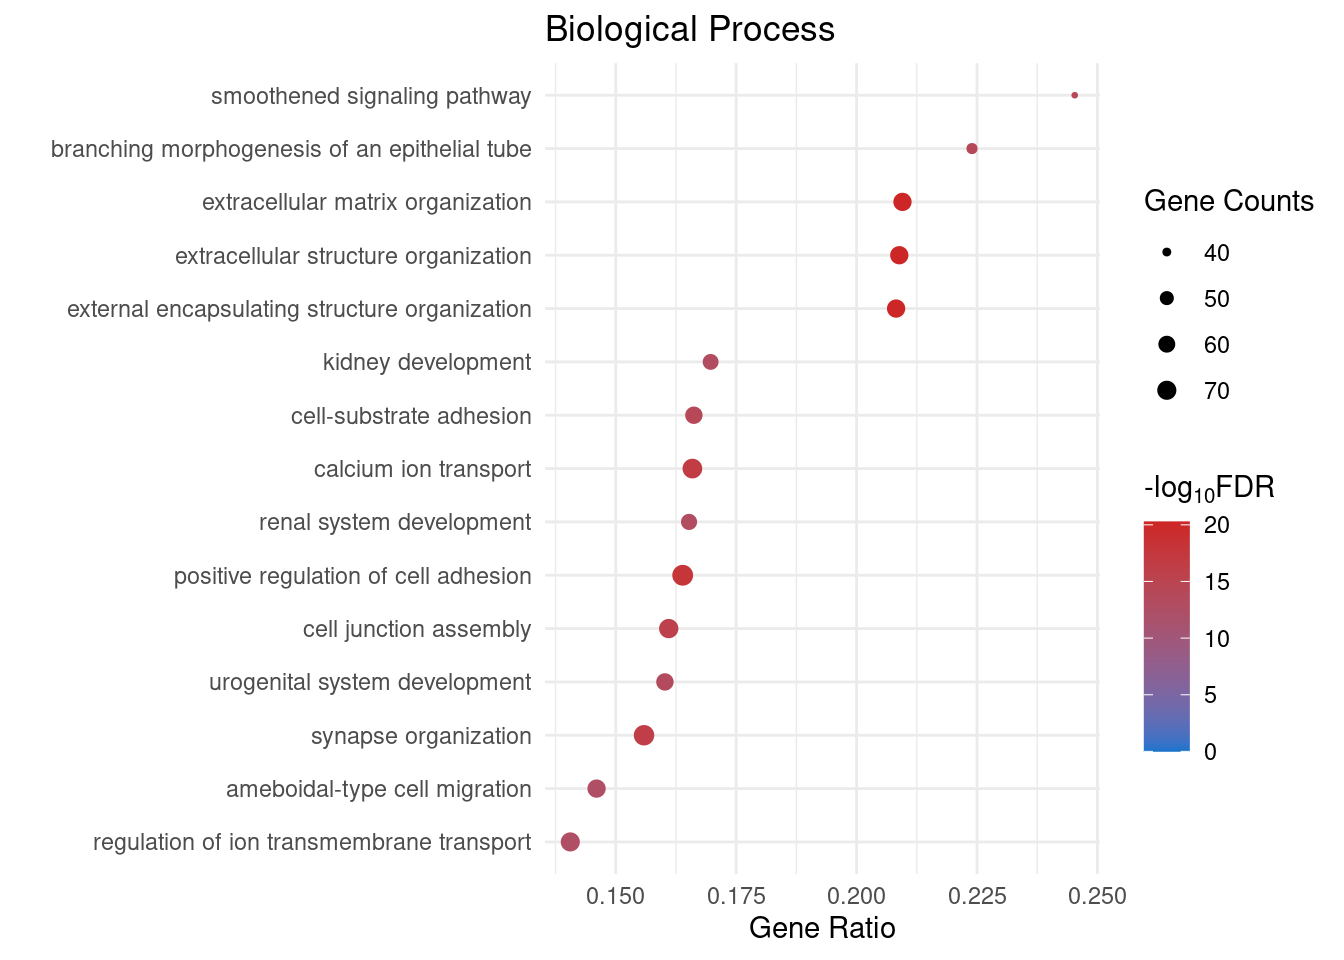 Biological Process
smoothened signaling pathway
branching morphogenesis of an epithelial tube
extracellular matrix organization
extracellular structure organization
external encapsulating structure organization
kidney development
cell-substrate adhesion
calcium ion transport
renal system development
positive regulation of cell adhesion
cell junction assembly
urogenital system development
synapse organization
ameboidal-type cell migration
regulation of ion transmembrane transport
0.150 0.175 0.200 0.225 0.250
Gene Ratio
Gene Counts
40
50
60
70
-log₁₀FDR
20
15
10
5
0